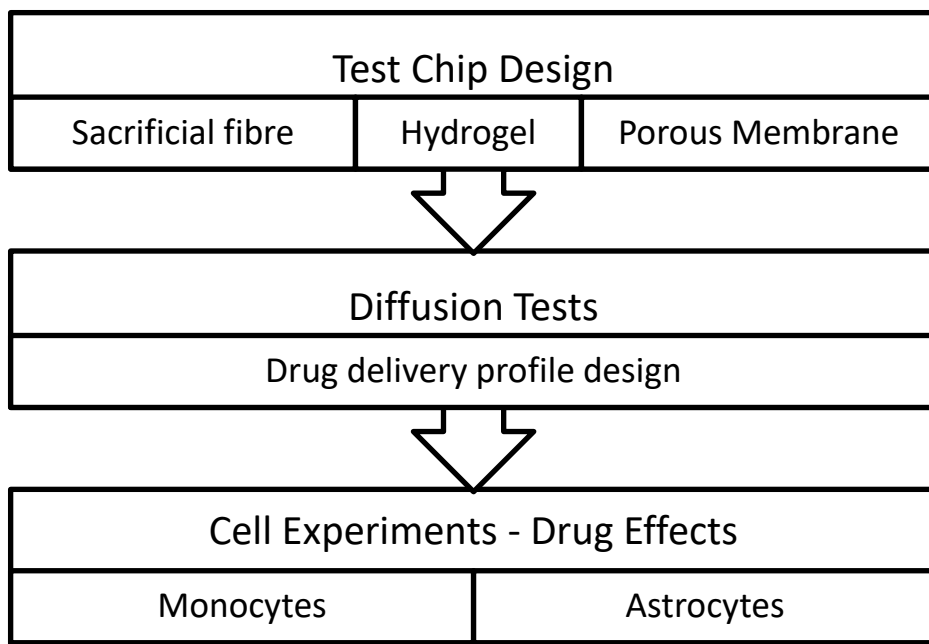 Test Chip Design
Sacrificial fibre
Hydrogel
Porous Membrane
Diffusion Tests
Drug delivery profile design
Cell Experiments - Drug Effects
Monocytes
Astrocytes